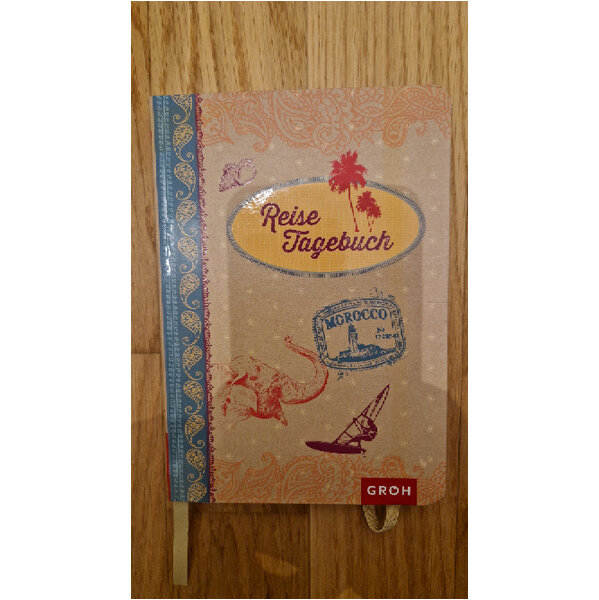 Reise
Tagebuch
MOROCCO
GROH